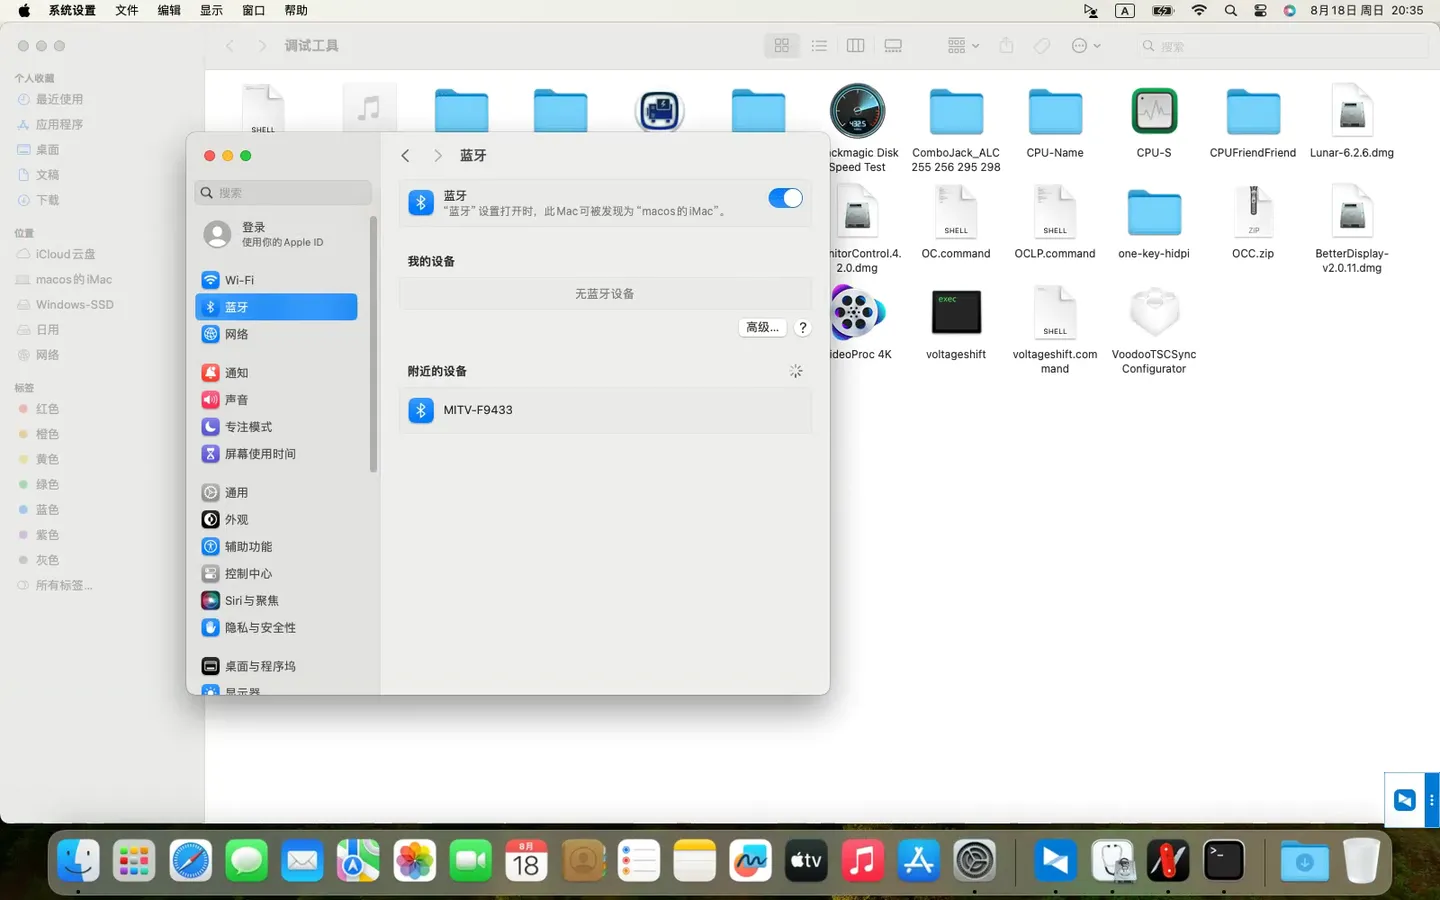 系统设置 文件 编辑 显示 窗口 帮助
A
8月18日 周日 20:35
调试工具
搜索
个人收藏
最近使用
应用程序
桌面
文稿
下载
位置
iCloud云盘
macos的iMac
Windows-SSD
日用
网络
标签
红色
橙色
黄色
绿色
蓝色
紫色
灰色
所有标签...
SHELL
432.5
ckmagic Disk
Speed Test
ComboJack_ALC
255 256 295 298
CPU-Name
CPU-S
CPUFriendFriend
Lunar-6.2.6.dmg
nitorControl.4.
2.0.dmg
SHELL
OC.command
SHELL
OCLP.command
one-key-hidpi
ZIP
OCC.zip
BetterDisplay-
v2.0.11.dmg
ideoProc 4K
exec
voltageshift
SHELL
voltageshift.com
mand
VoodooTSCSync
Configurator
搜索
登录
使用你的 Apple ID
Wi-Fi
蓝牙
网络
通知
声音
专注模式
屏幕使用时间
通用
外观
辅助功能
控制中心
Siri与聚焦
隐私与安全性
桌面与程序坞
显示器
蓝牙
蓝牙
“蓝牙”设置打开时，此Mac可被发现为“macos的iMac”。
我的设备
无蓝牙设备
高级...
?
附近的设备
MITV-F9433
8月
18
tv
>_